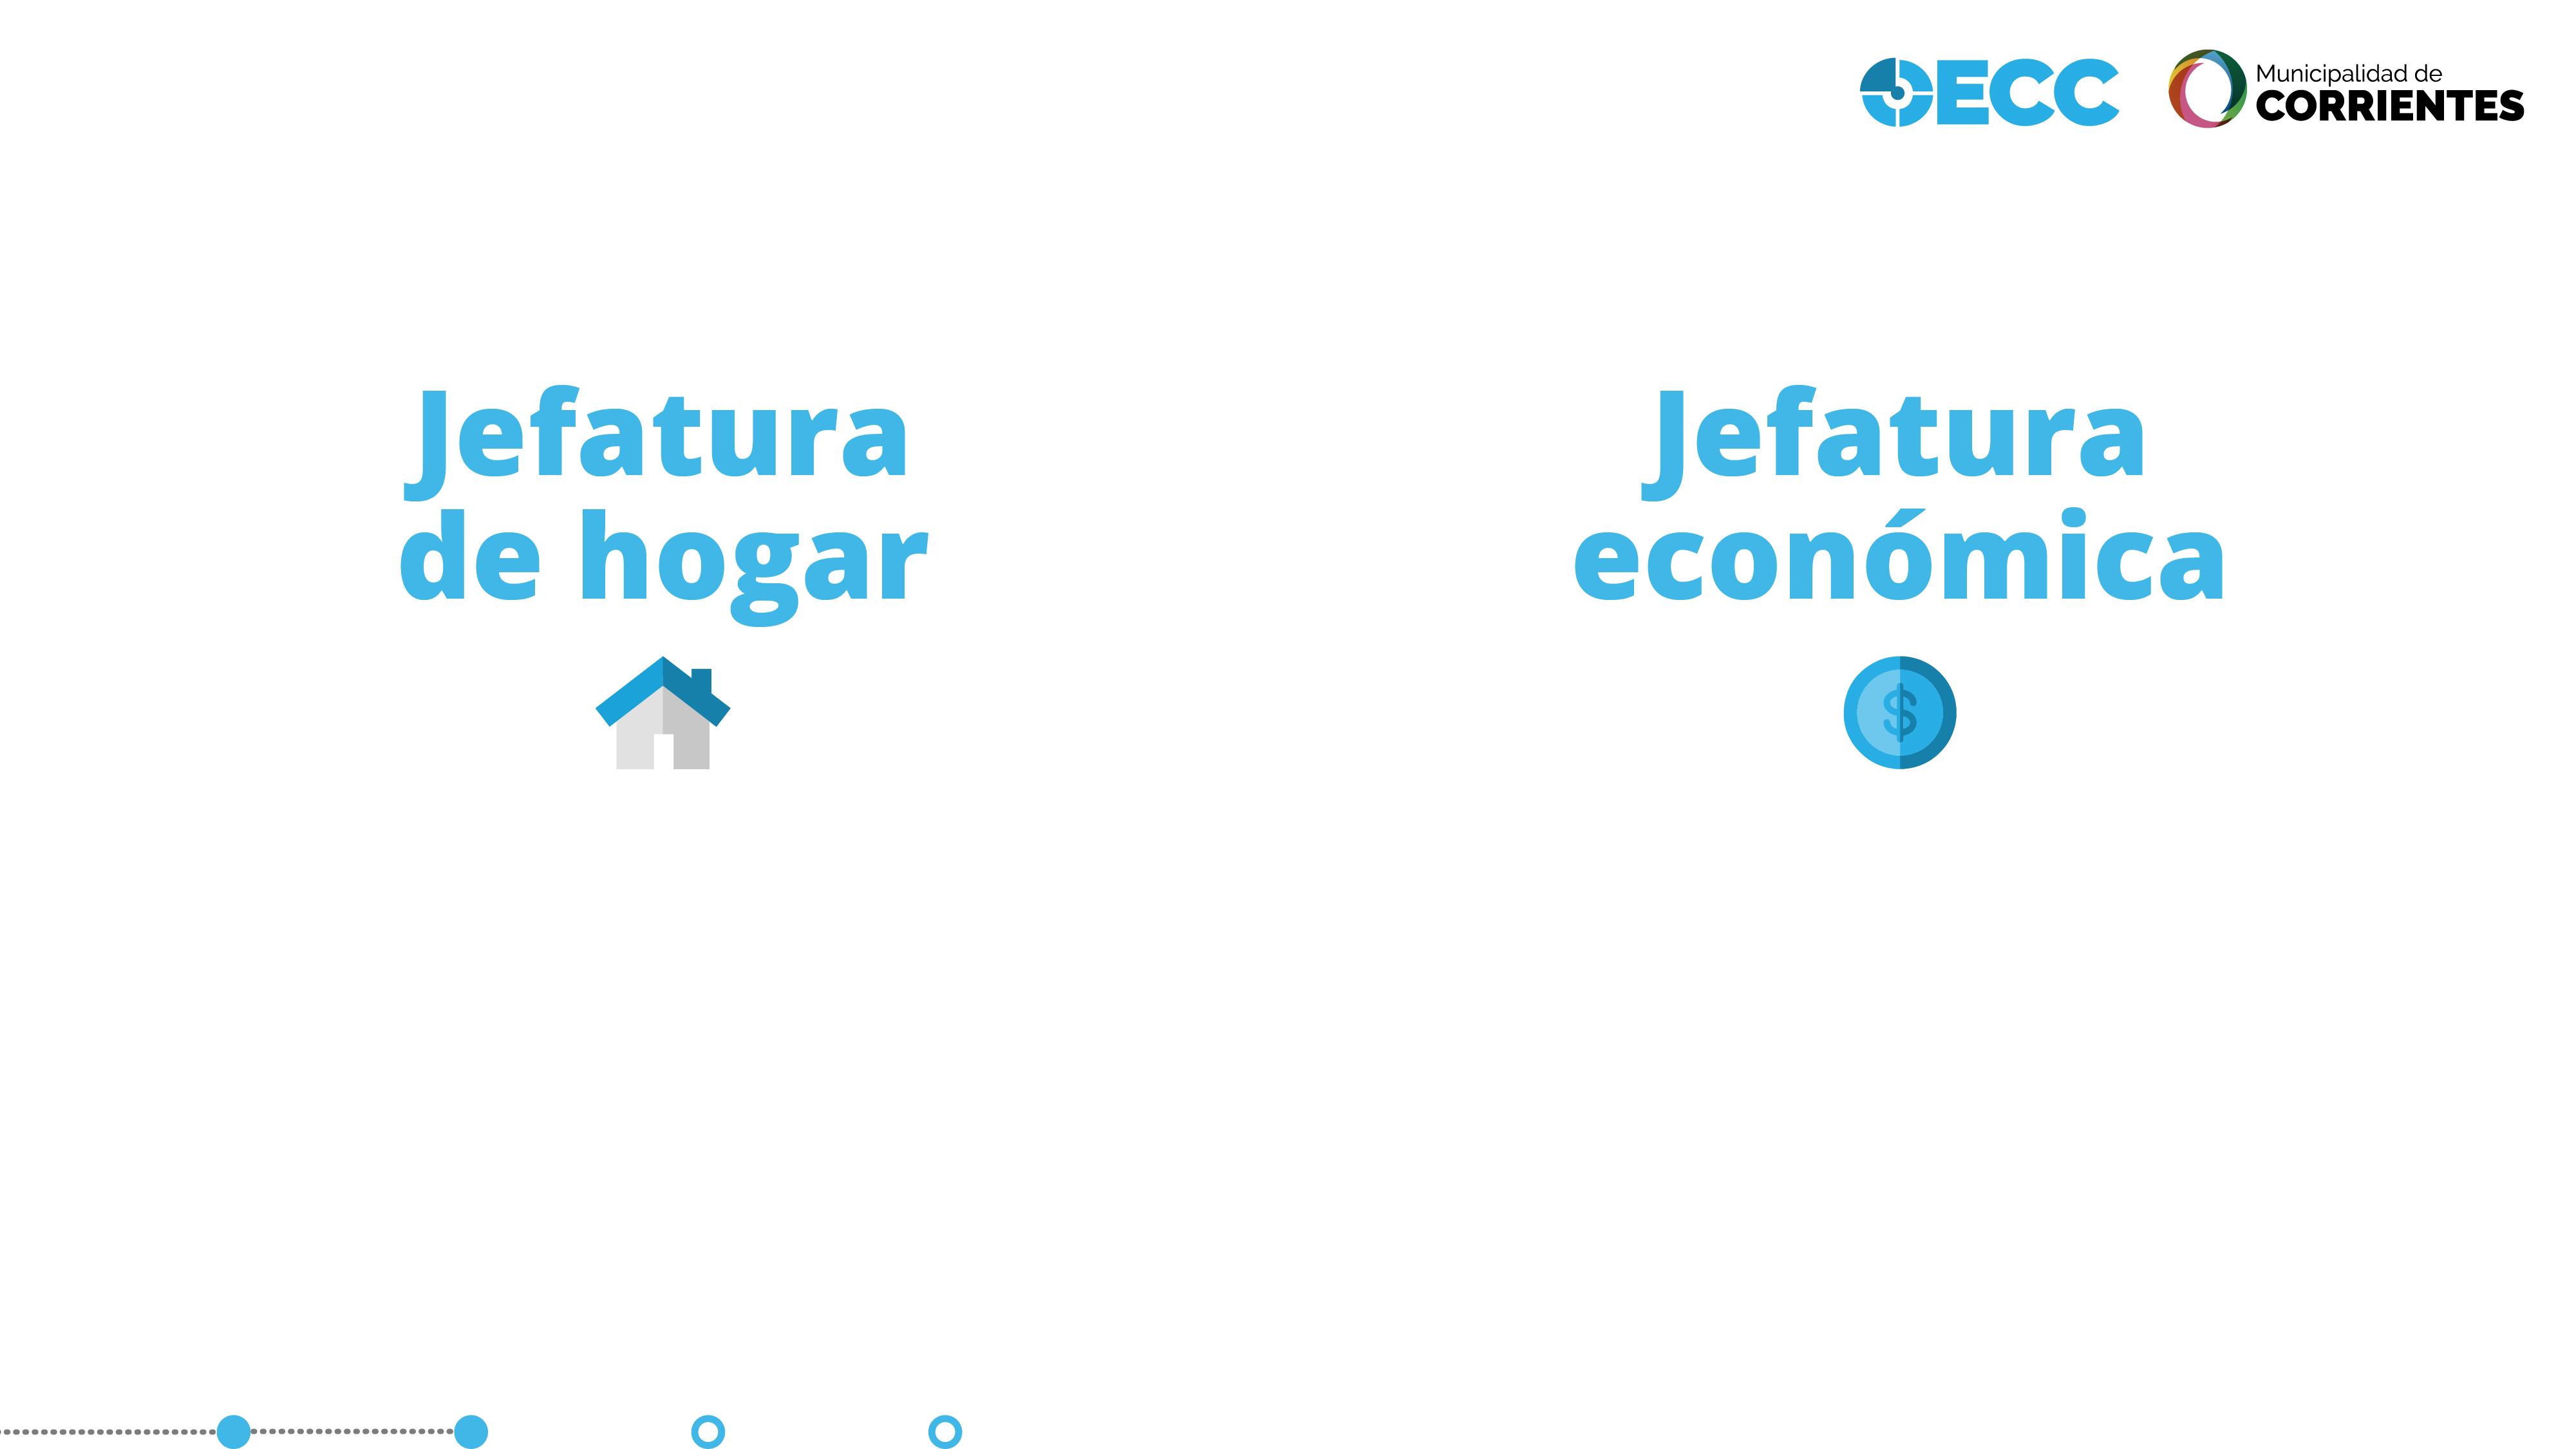 OECC
Municipalidad de
CORRIENTES
Jefatura
de hogar
Jefatura
económica
$